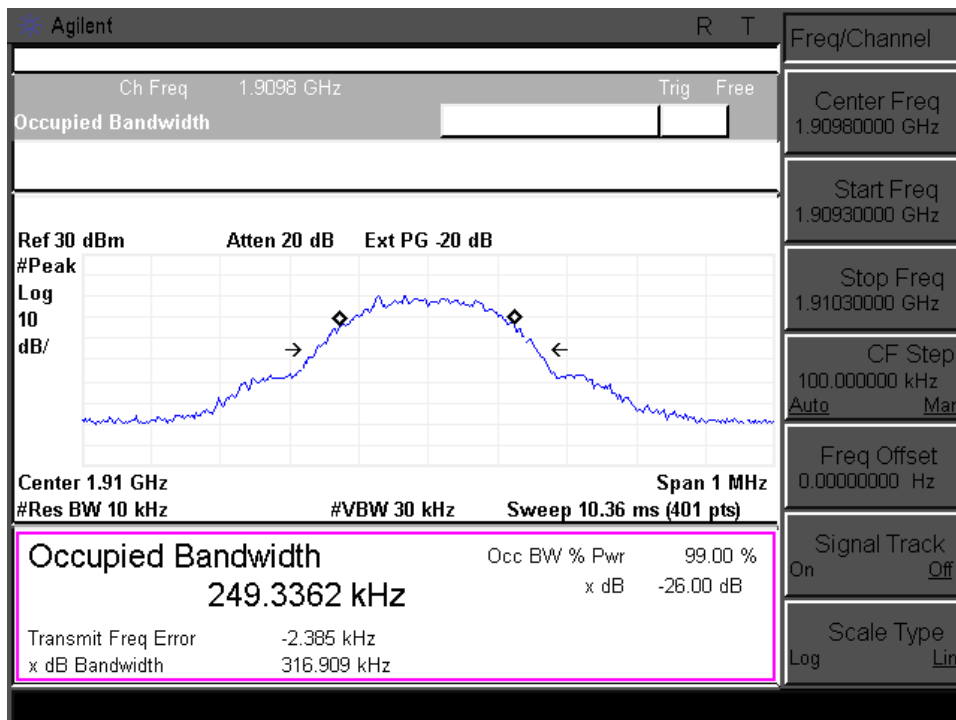 Agilent R T
Ch Freq 1.9098 GHz Trig Free
Occupied Bandwidth
Ref 30 dBm Atten 20 dB Ext PG -20 dB
#Peak
Log
10
dB/
Center 1.91 GHz Span 1 MHz
#Res BW 10 kHz #VBW 30 kHz Sweep 10.36 ms (401 pts)
Occupied Bandwidth
249.3362 kHz
Occ BW % Pwr 99.00 %
x dB -26.00 dB
Transmit Freq Error -2.385 kHz
x dB Bandwidth 316.909 kHz
Freq/Channel
Center Freq
1.90980000 GHz
Start Freq
1.90930000 GHz
Stop Freq
1.91030000 GHz
CF Step
100.000000 kHz
Auto Mar
Freq Offset
0.00000000 Hz
Signal Track
On Off
Scale Type
Log Lin